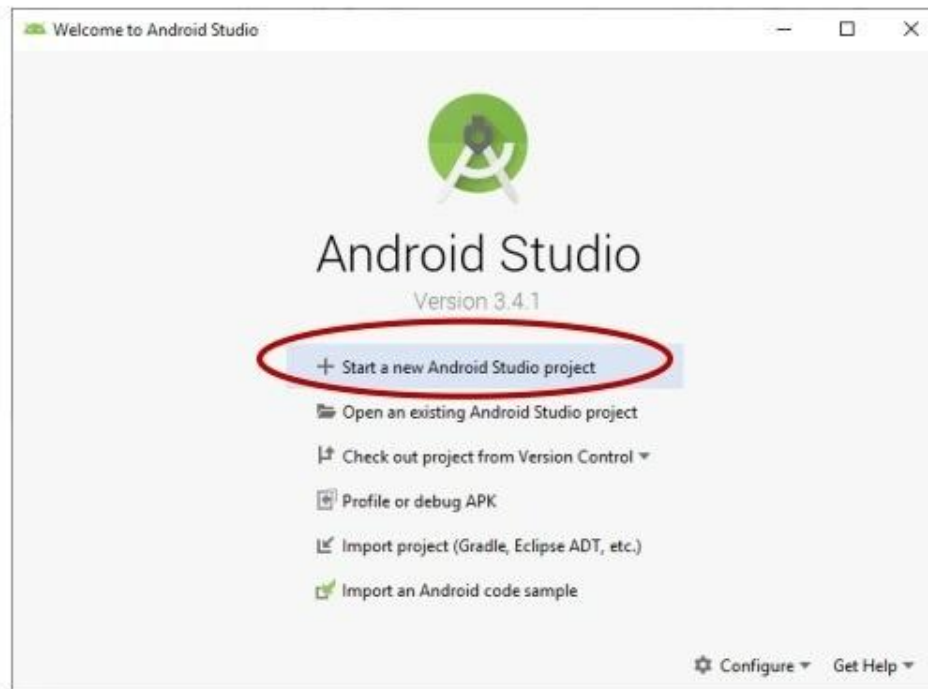 Welcome to Android Studio
Android Studio
Version 3.4.1
Start a new Android Studio project
Open an existing Android Studio project
Check out project from Version Control
Profile or debug APK
Import project (Gradle, Eclipse ADT, etc.)
Import an Android code sample
Configure Get Help